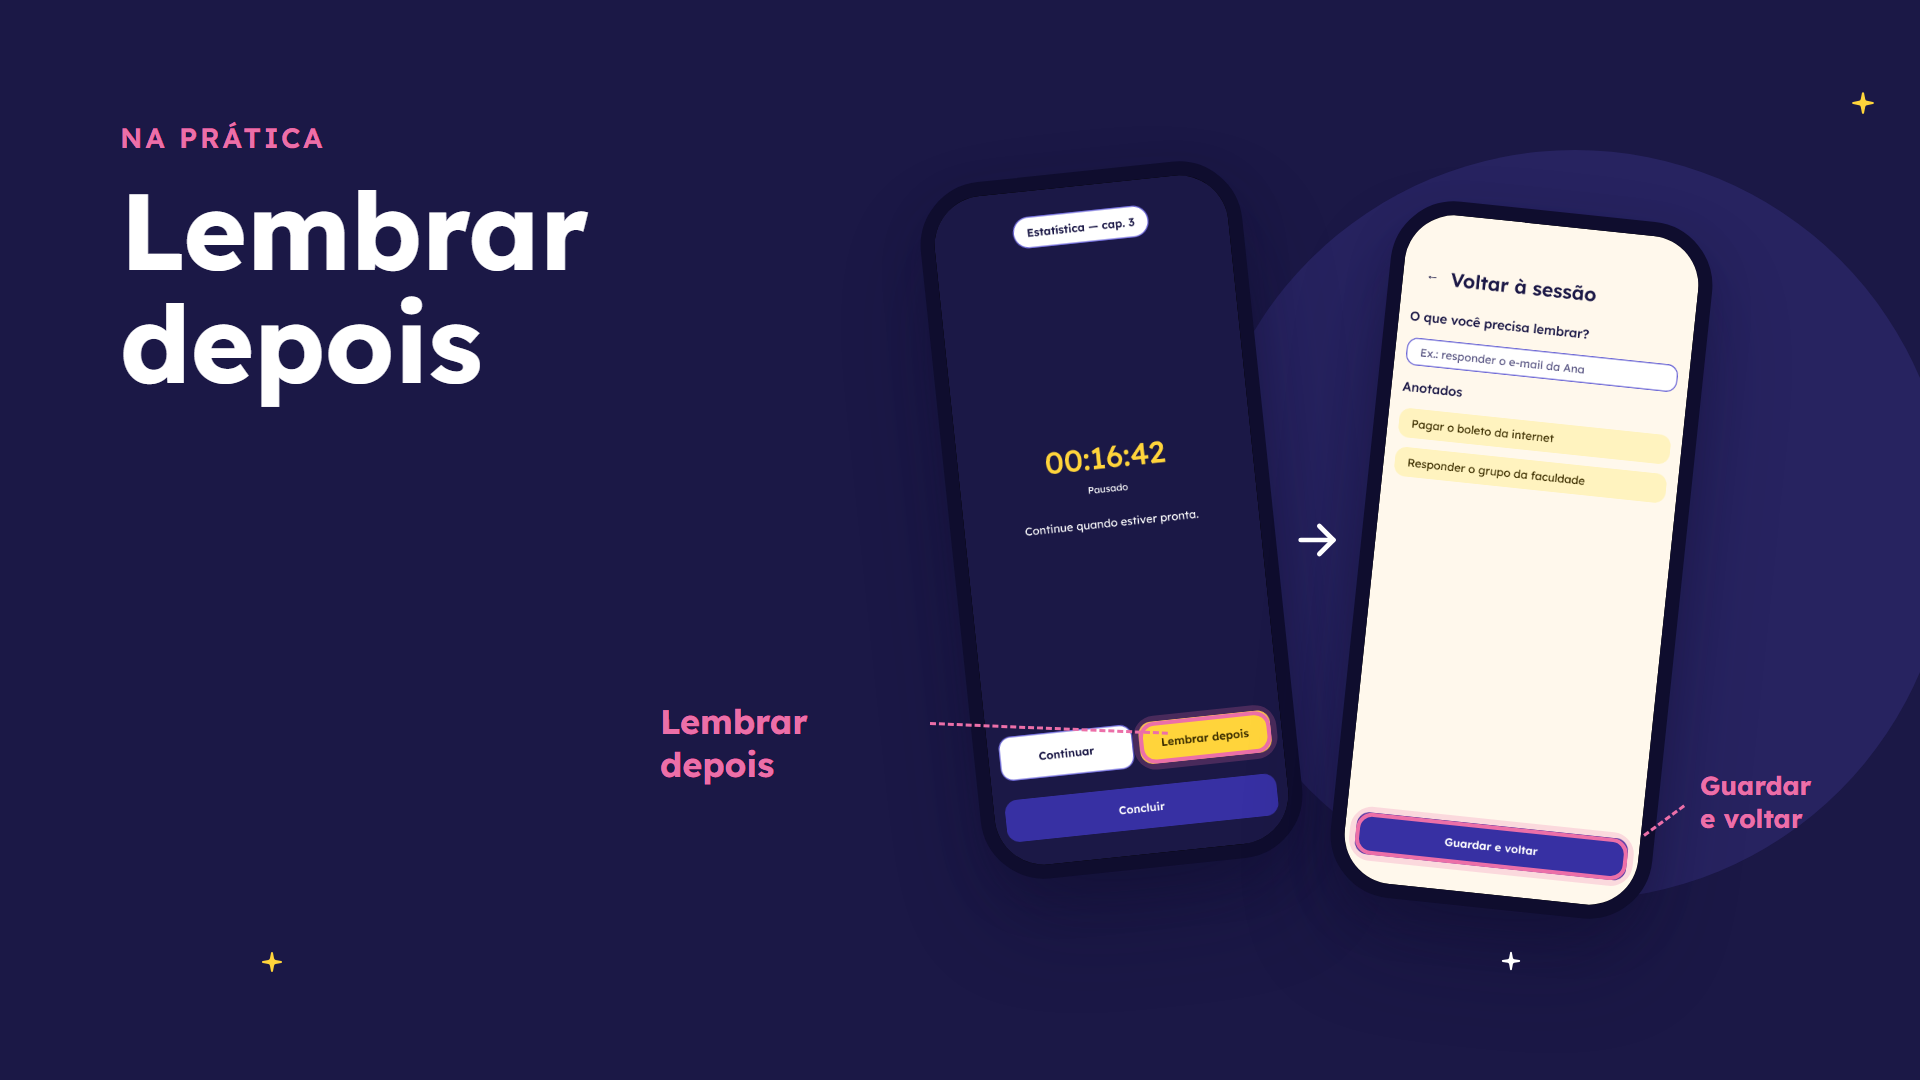 NA PRÁTICA
Lembrar
depois
Estatística — cap. 3
00:16:42
Pausado
Continue quando estiver pronta.
Continuar
Lembrar depois
Concluir
Lembrar
depois
← Voltar à sessão
O que você precisa lembrar?
Ex.: responder o e-mail da Ana
Anotados
Pagar o boleto da internet
Responder o grupo da faculdade
Guardar e voltar
Guardar
e voltar